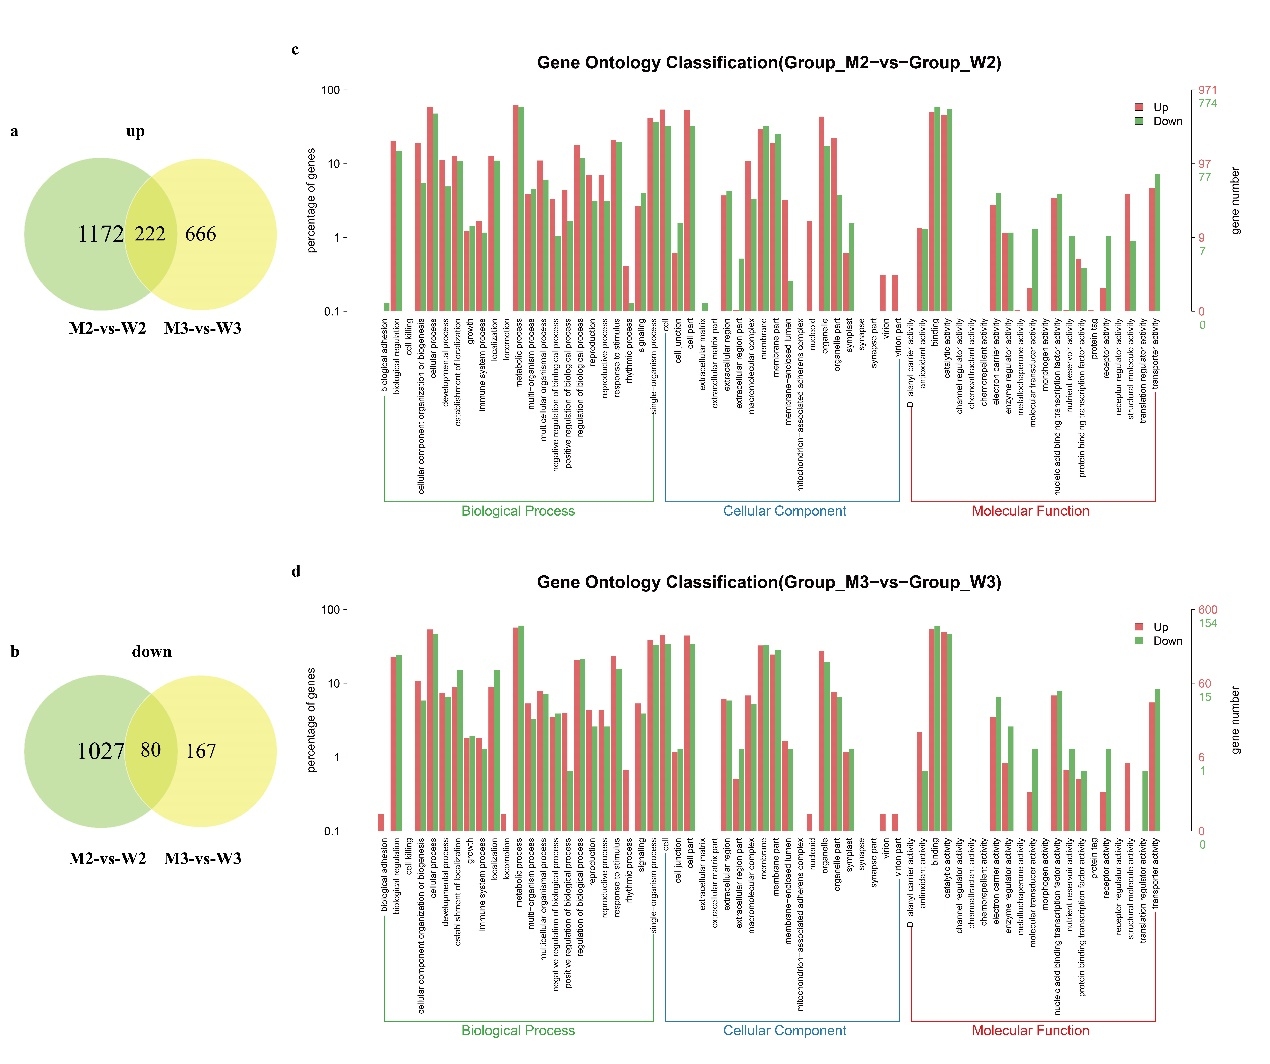 a
up
1172 222 666
M2-vs-W2 M3-vs-W3
b
down
1027 80 167
M2-vs-W2 M3-vs-W3
c
Gene Ontology Classification(Group_M2-vs-Group_W2)
percentage of genes
100
10
1
0.1
Up
Down
971
774
97
77
9
7
0
0
gene number
biological adhesion
biological regulation
cell killing
cellular component organization or biogenesis
cellular process
developmental process
establishment of localization
growth
immune system process
localization
locomotion
metabolic process
multi-organism process
multicellular organismal process
negative regulation of biological process
positive regulation of biological process
regulation of biological process
reproduction
reproductive process
response to stimulus
rhythmic process
signaling
single-organism process
cell
cell junction
cell part
extracellular matrix
extracellular matrix part
extracellular region
extracellular region part
macromolecular complex
membrane
membrane part
membrane-enclosed lumen
mitochondrion-associated adherens complex
nucleoid
organelle
organelle part
symplast
synapse
synapse part
virion
virion part
D-alanyl carrier activity
antioxidant activity
binding
catalytic activity
channel regulator activity
chemoattractant activity
chemorepellent activity
electron carrier activity
enzyme regulator activity
metallochaperone activity
molecular transducer activity
morphogen activity
nucleic acid binding transcription factor activity
nutrient reservoir activity
protein binding transcription factor activity
protein tag
receptor activity
receptor regulator activity
structural molecule activity
translation regulator activity
transporter activity
Biological Process
Cellular Component
Molecular Function
d
Gene Ontology Classification(Group_M3-vs-Group_W3)
percentage of genes
100
10
1
0.1
Up
Down
600
154
60
15
6
1
0
0
gene number
biological adhesion
biological regulation
cell killing
cellular component organization or biogenesis
cellular process
developmental process
establishment of localization
growth
immune system process
localization
locomotion
metabolic process
multi-organism process
multicellular organismal process
negative regulation of biological process
positive regulation of biological process
regulation of biological process
reproduction
reproductive process
response to stimulus
rhythmic process
signaling
single-organism process
cell
cell junction
cell part
extracellular matrix
extracellular matrix part
extracellular region
extracellular region part
macromolecular complex
membrane
membrane part
membrane-enclosed lumen
mitochondrion-associated adherens complex
nucleoid
organelle
organelle part
symplast
synapse
synapse part
virion
virion part
D-alanyl carrier activity
antioxidant activity
binding
catalytic activity
channel regulator activity
chemoattractant activity
chemorepellent activity
electron carrier activity
enzyme regulator activity
metallochaperone activity
molecular transducer activity
morphogen activity
nucleic acid binding transcription factor activity
nutrient reservoir activity
protein binding transcription factor activity
protein tag
receptor activity
receptor regulator activity
structural molecule activity
translation regulator activity
transporter activity
Biological Process
Cellular Component
Molecular Function